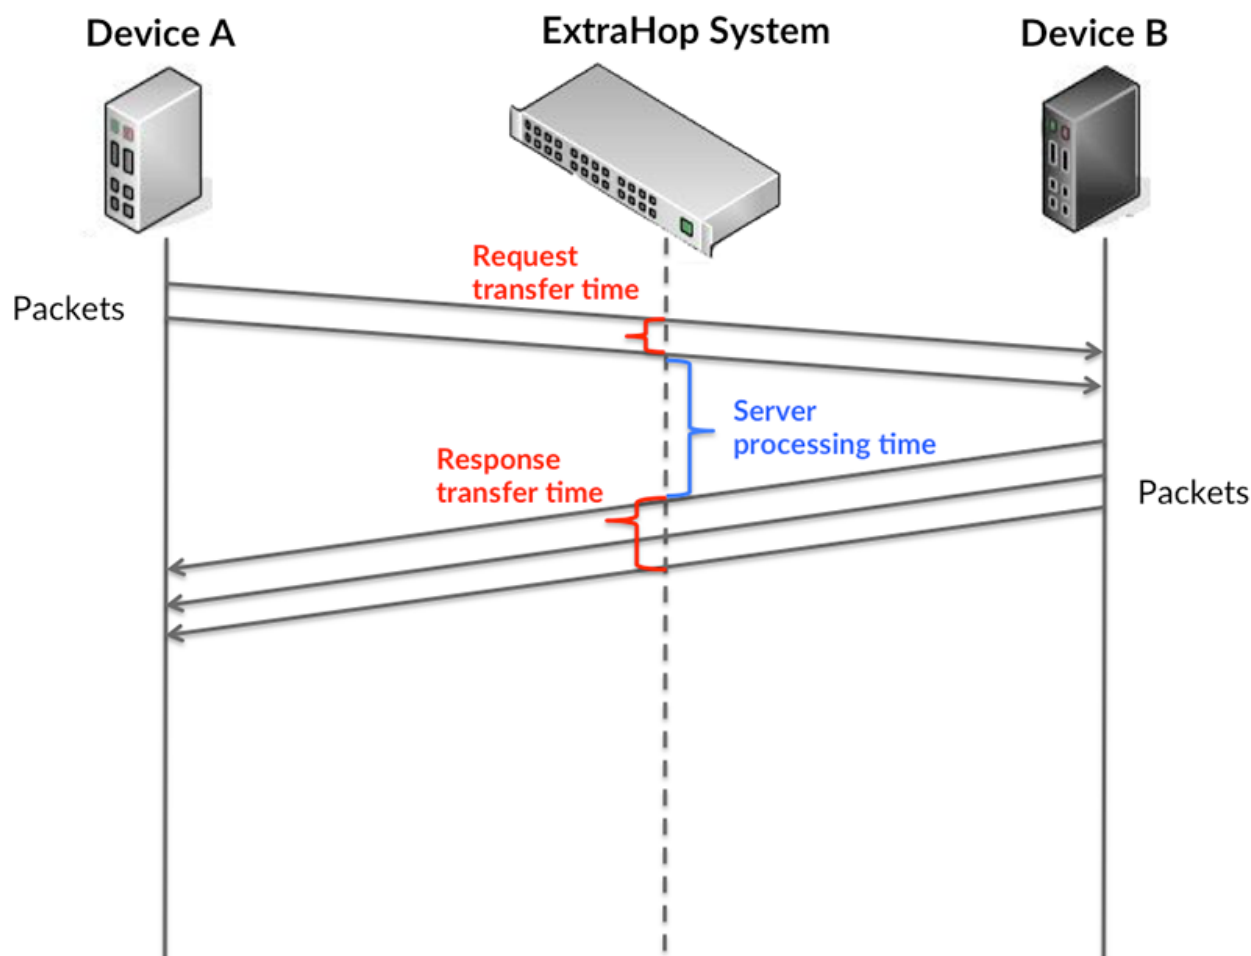 Device A
ExtraHop System
Device B
Request
transfer time
Packets
Server
processing time
Response
transfer time
Packets